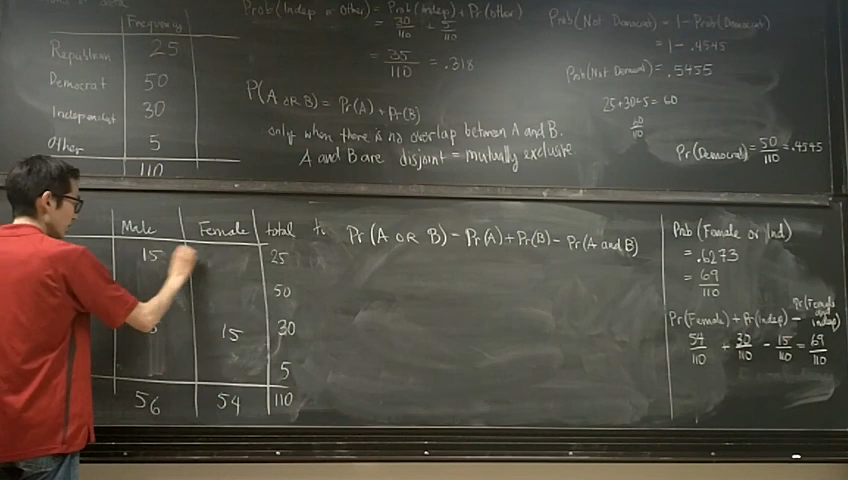 Frequency
Republican 25
Democrat 50
Independent 30
Other 5
110
Prob(Indep or Other) = Prob(Indep) + Pr(other)
= 30/110 + 5/110
= 35/110 = .318
P(A OR B) = Pr(A) + Pr(B)
only when there is no overlap between A and B.
A and B are disjoint = mutually exclusive
Prob(Not Democrat) = 1 - Prob(Democrat)
= 1 - .4545
Prob(Not Democrat) = .5455
25+30+5 = 60
60/110
Pr(Democrat) = 50/110 = .4545
Male Female total
15 25
50
15 30
5
56 54 110
Pr(A OR B) = Pr(A) + Pr(B) - Pr(A and B)
Prob(Female or Ind)
= .6273
= 69/110
Pr(Female) + Pr(Indep) - Pr(Female and indep)
54/110 + 30/110 - 15/110 = 69/110